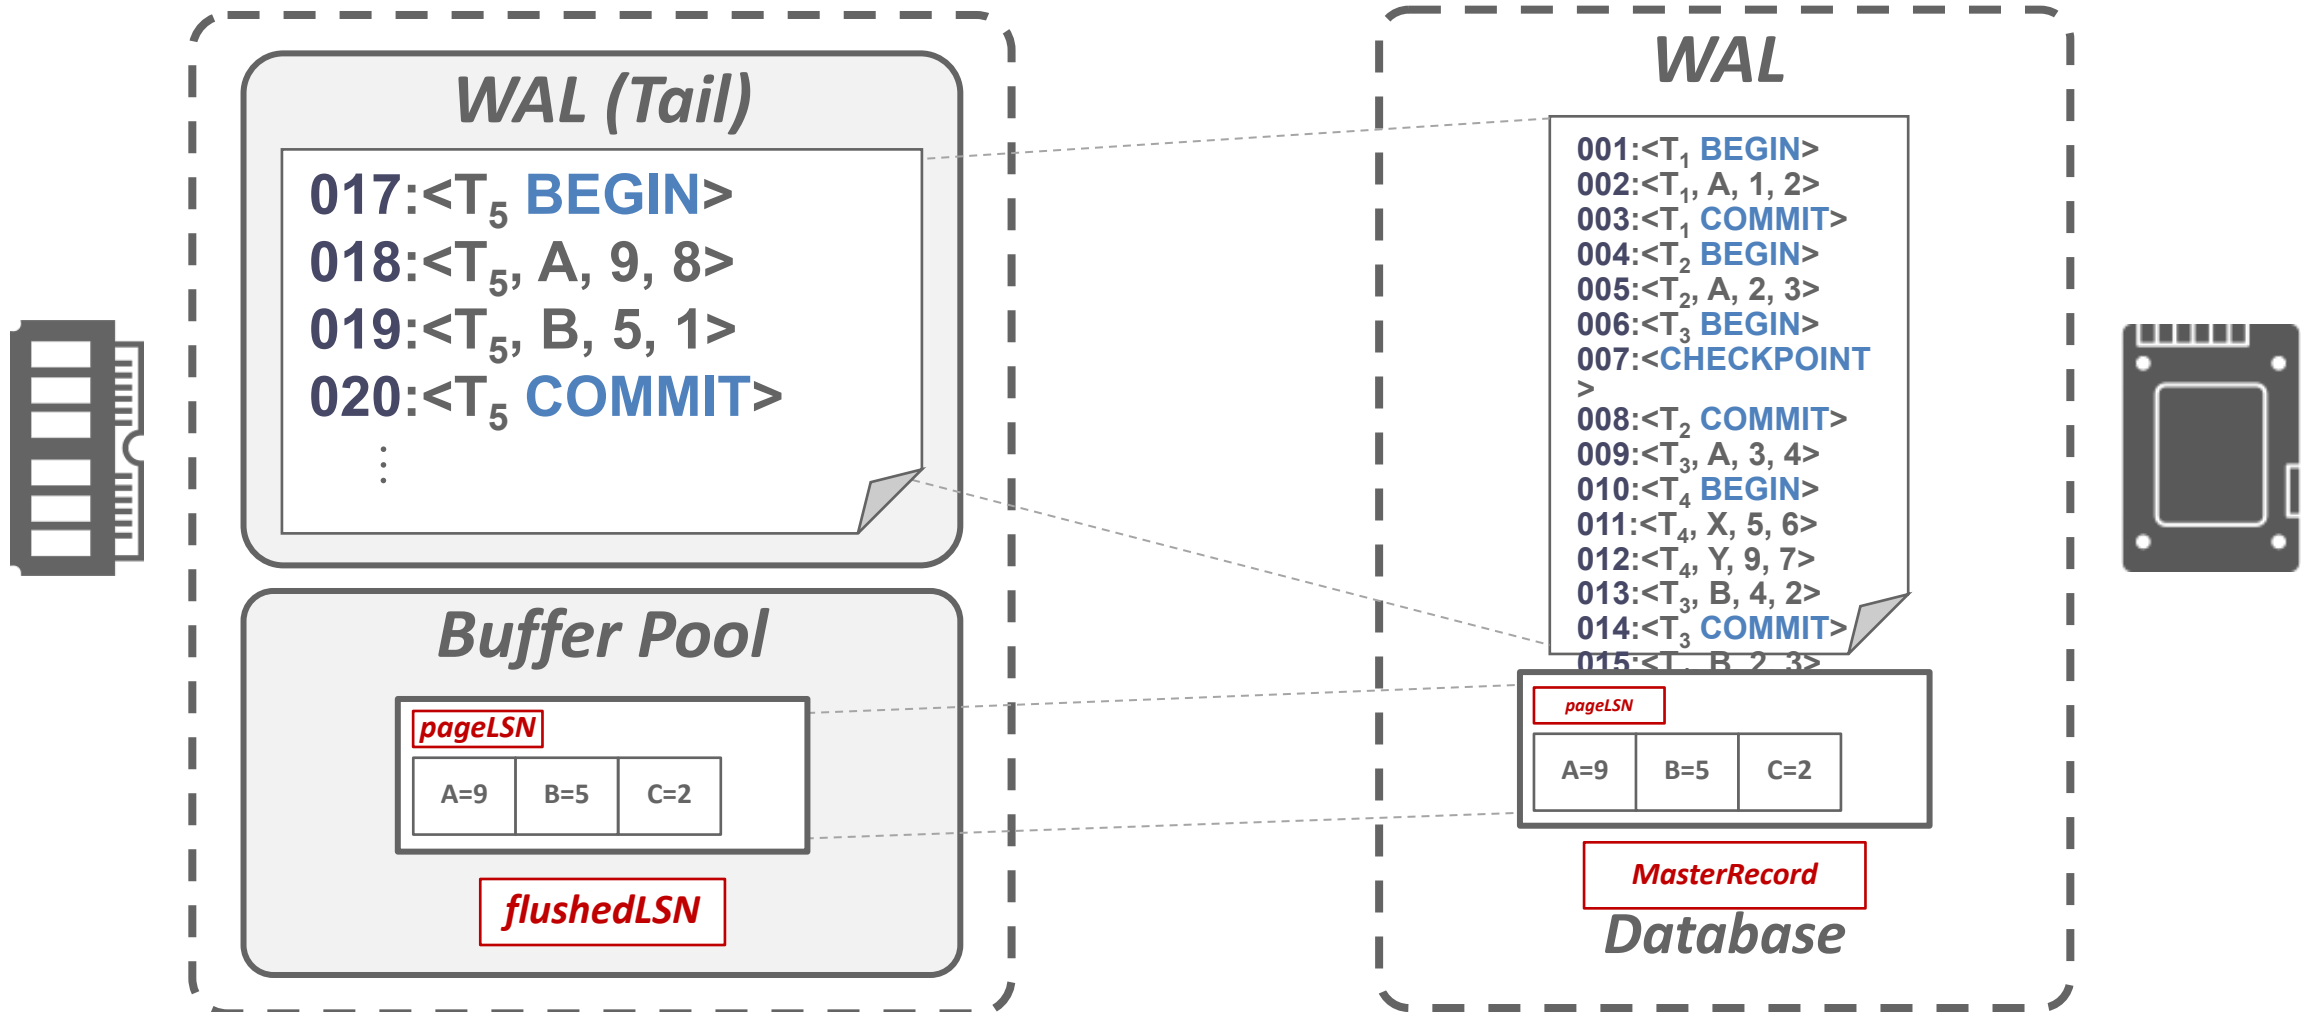 WAL (Tail)
017:<T5 BEGIN>
018:<T5, A, 9, 8>
019:<T5, B, 5, 1>
020:<T5 COMMIT>
⋮
Buffer Pool
pageLSN
A=9 B=5 C=2
flushedLSN
WAL
001:<T1 BEGIN>
002:<T1, A, 1, 2>
003:<T1 COMMIT>
004:<T2 BEGIN>
005:<T2, A, 2, 3>
006:<T3 BEGIN>
007:<CHECKPOINT
>
008:<T2 COMMIT>
009:<T3, A, 3, 4>
010:<T4 BEGIN>
011:<T4, X, 5, 6>
012:<T4, Y, 9, 7>
013:<T3, B, 4, 2>
014:<T3 COMMIT>
015:<T B, 2, 3>
pageLSN
A=9 B=5 C=2
MasterRecord
Database